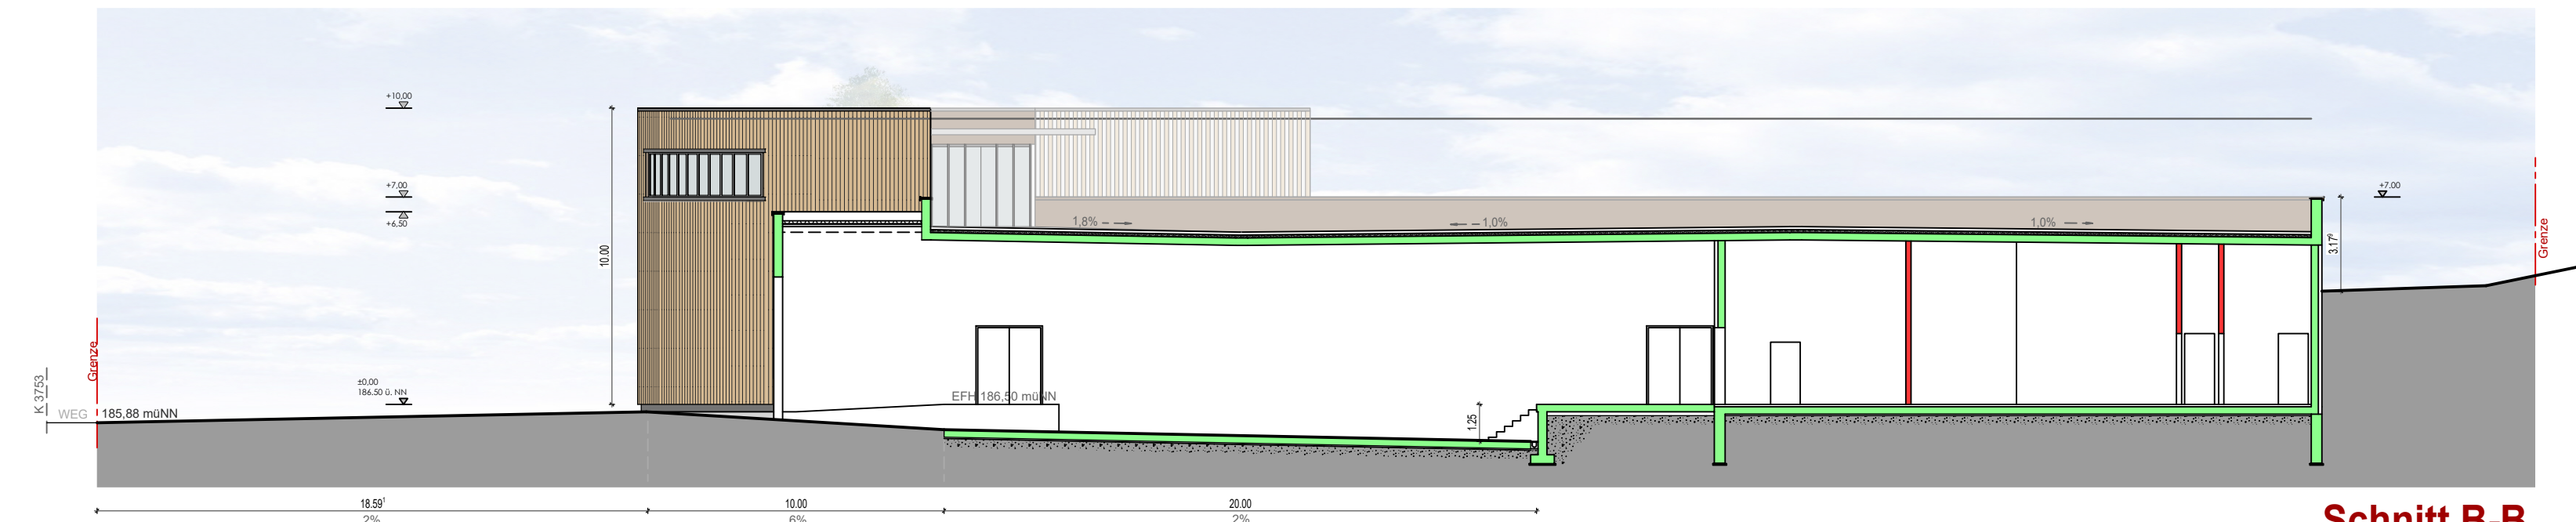 +10,00
+7,00
+6,50
+7.00
1,8%
1,0%
1,0%
Grenze
3.17⁹
10.00
Grenze
±0,00
186,50 ü. NN
K 3753
WEG
185,88 müNN
EFH 186,50 müNN
1.25
18.59¹
10.00
20.00
2%
6%
2%
Schnitt B-B